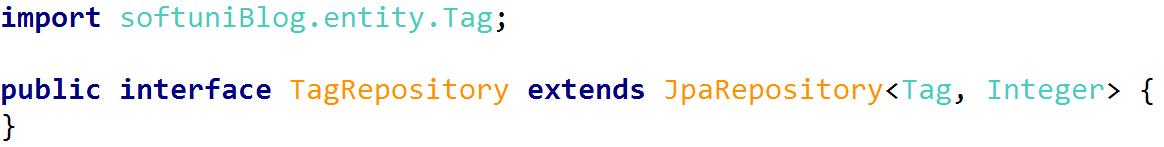 import softuniBlog.entity.Tag;
public interface TagRepository extends JpaRepository<Tag, Integer> {
}